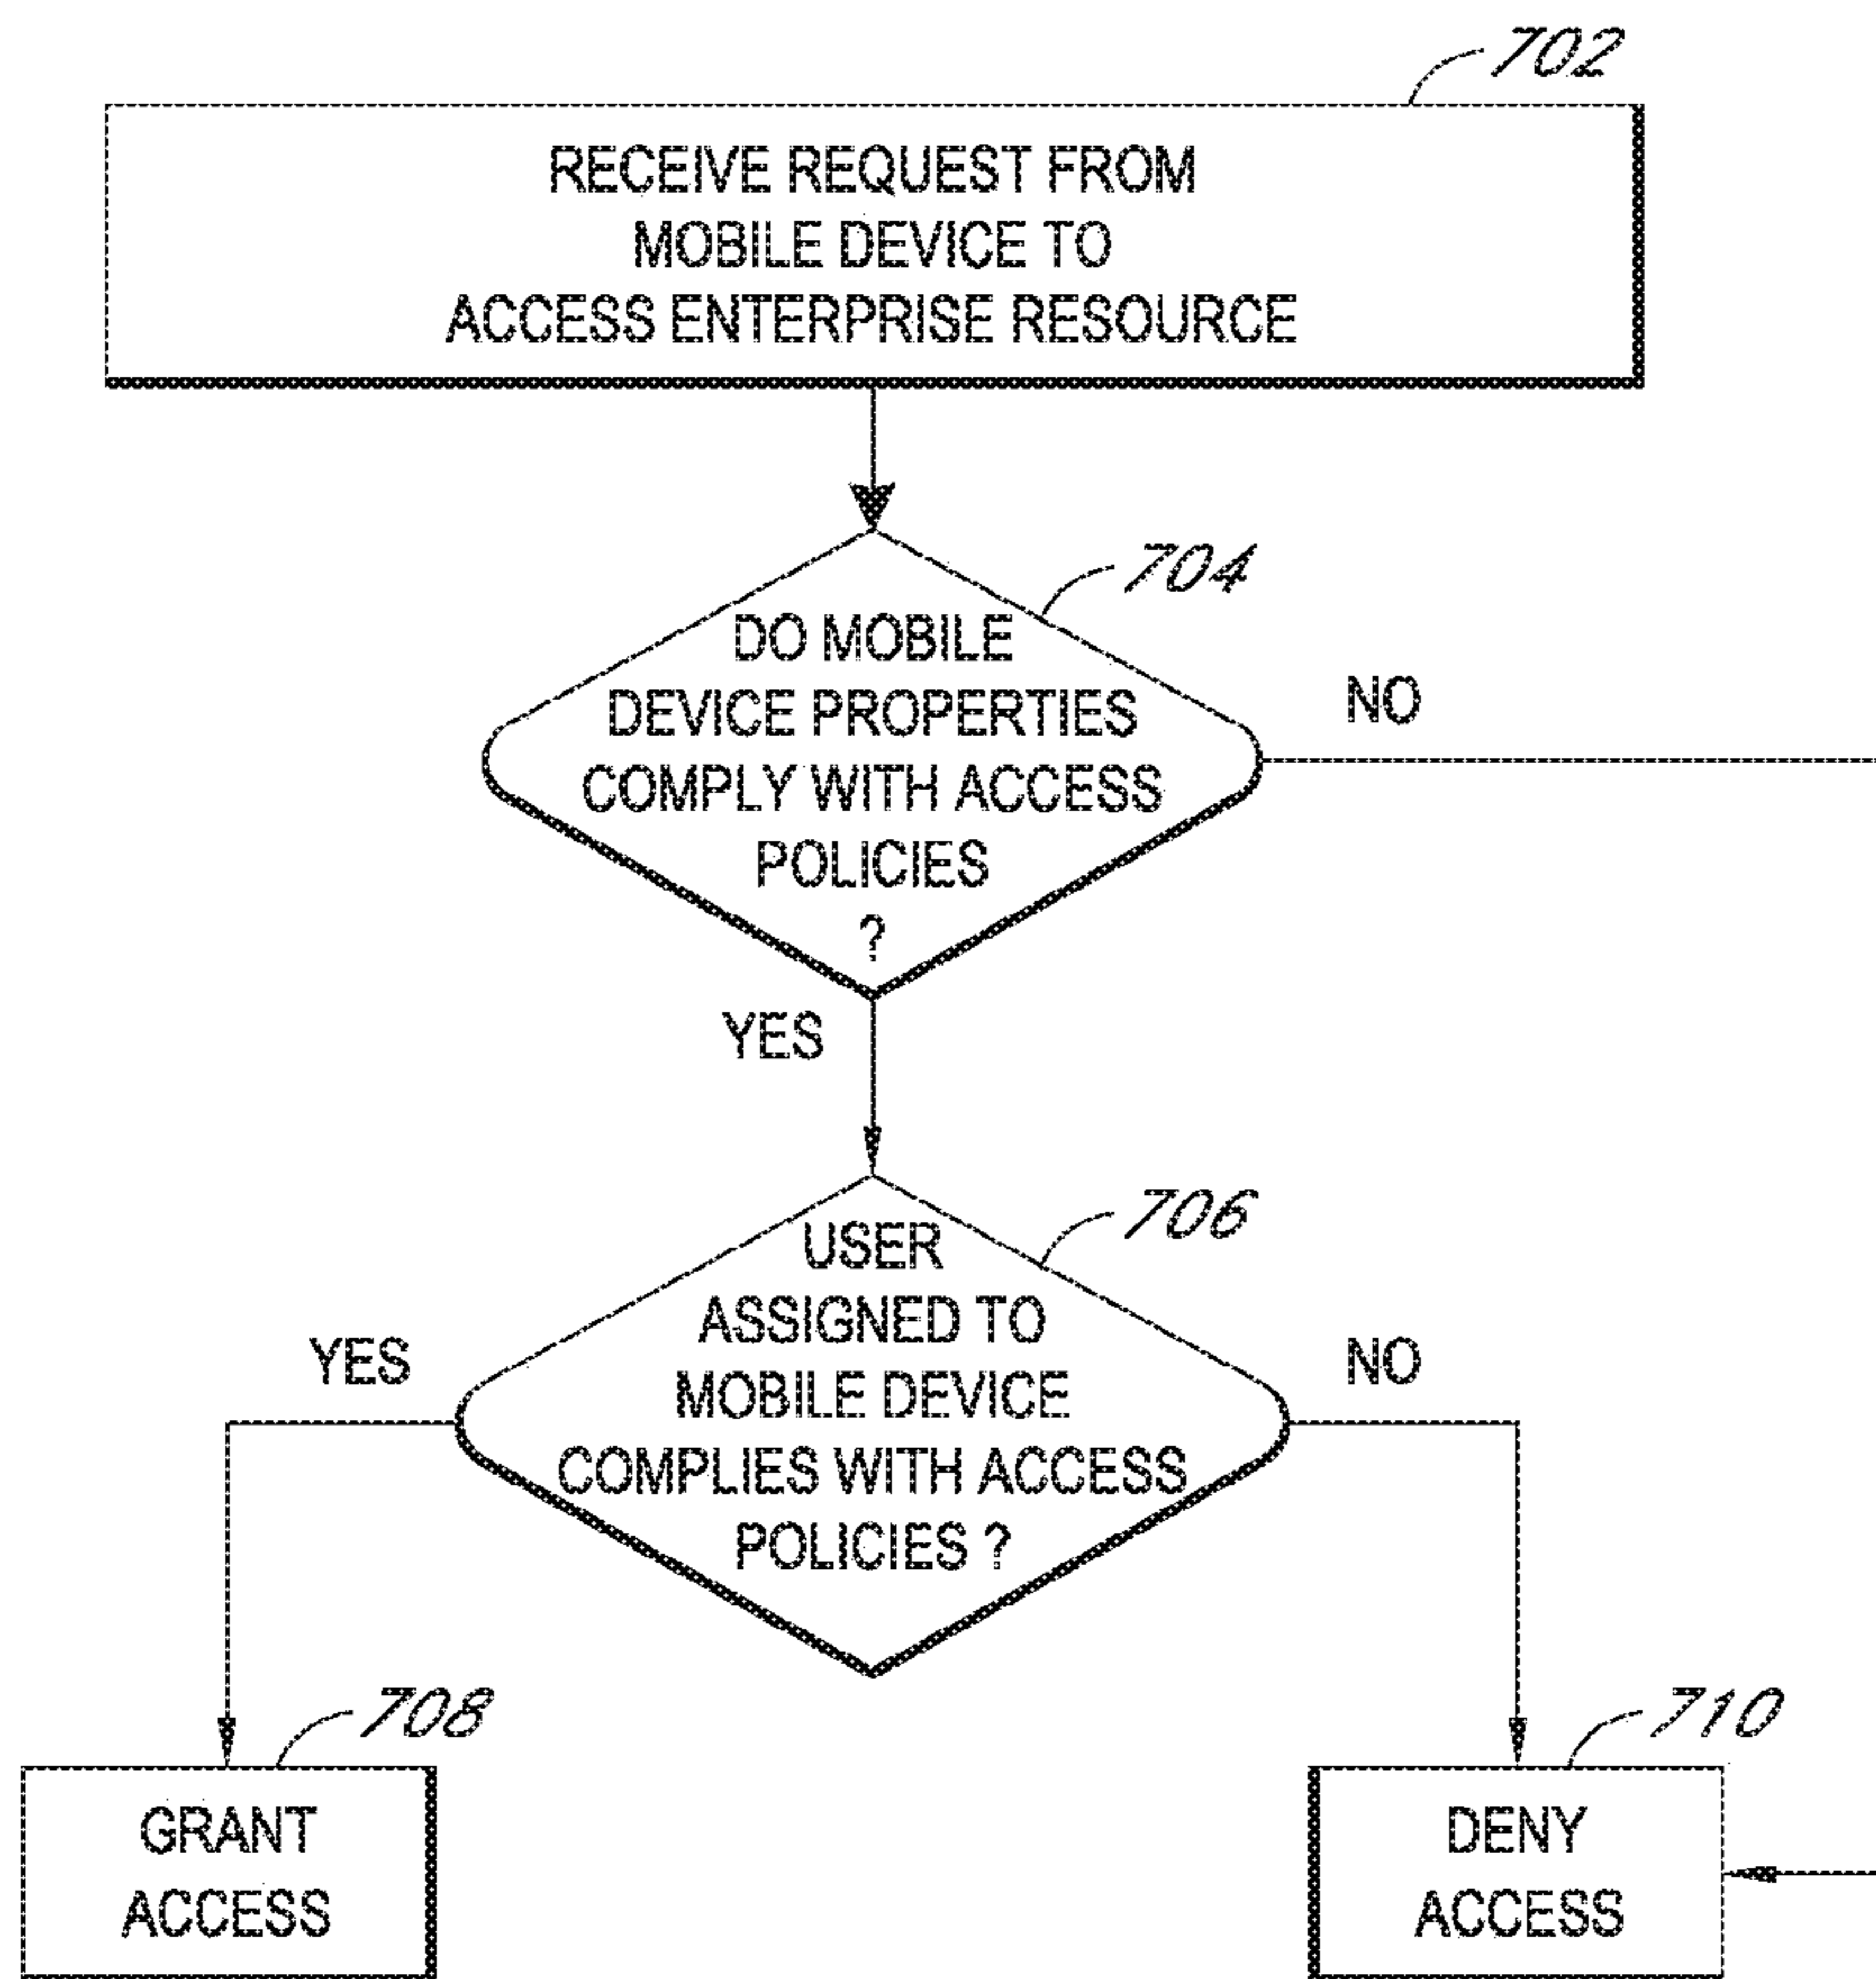 702
RECEIVE REQUEST FROM
MOBILE DEVICE TO
ACCESS ENTERPRISE RESOURCE
704
DO MOBILE
DEVICE PROPERTIES
COMPLY WITH ACCESS
POLICIES
?
NO
YES
706
USER
ASSIGNED TO
MOBILE DEVICE
COMPLIES WITH ACCESS
POLICIES ?
YES
NO
708
GRANT
ACCESS
710
DENY
ACCESS